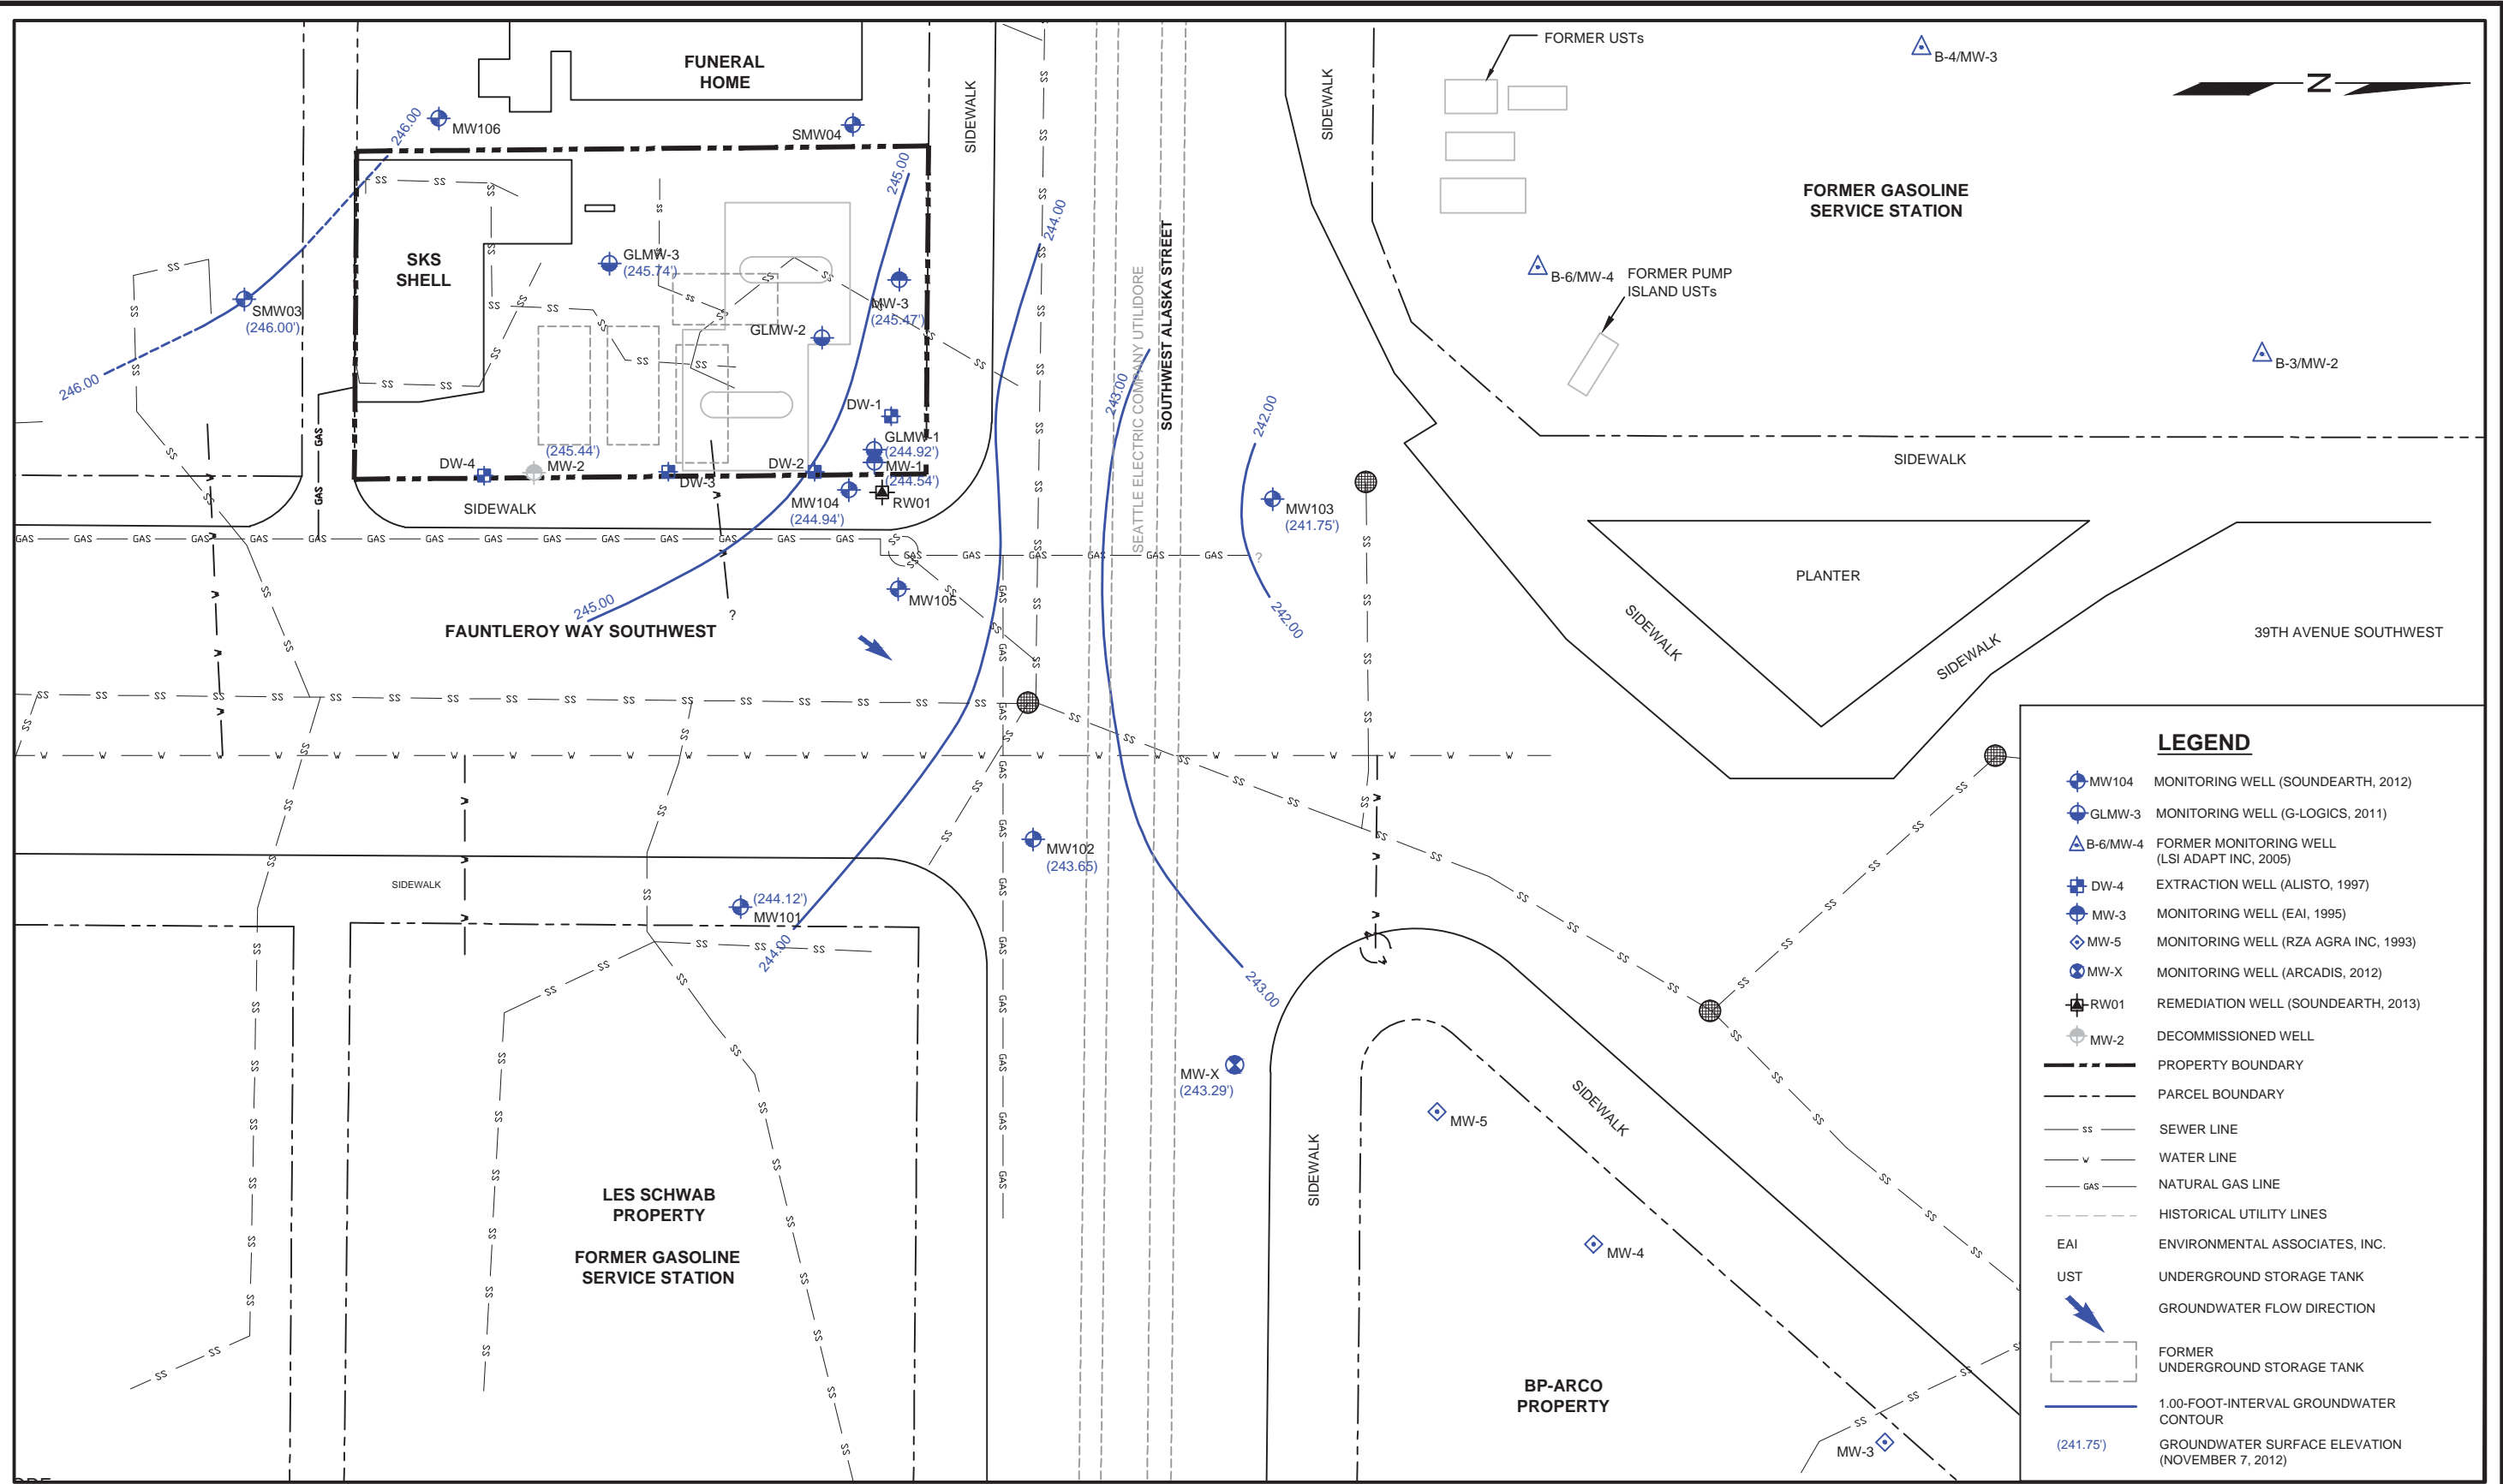 FUNERAL
HOME
MW106
SMW04
246.00
245.00
SIDEWALK
244.00
SIDEWALK
FORMER USTs
B-4/MW-3
N
FORMER GASOLINE
SERVICE STATION
SKS
SHELL
GLMW-3
(245.74')
SMW03
(246.00')
MW-3
(245.47')
GLMW-2
B-6/MW-4
FORMER PUMP
ISLAND USTs
B-3/MW-2
246.00
243.00
SEATTLE ELECTRIC COMPANY UTILIDORE
SOUTHWEST ALASKA STREET
242.00
DW-1
GLMW-1
(244.92')
MW-1
(244.54')
DW-4
(245.44')
MW-2
DW-3
DW-2
MW104
(244.94')
RW01
SIDEWALK
MW103
(241.75')
SIDEWALK
GAS
?
PLANTER
MW105
245.00
?
242.00
FAUNTLEROY WAY SOUTHWEST
SIDEWALK
SIDEWALK
39TH AVENUE SOUTHWEST
SS
W
SIDEWALK
MW102
(243.65)
(244.12')
MW101
244.00
243.00
MW-X
(243.29')
MW-5
SIDEWALK
SIDEWALK
MW-4
LES SCHWAB
PROPERTY
FORMER GASOLINE
SERVICE STATION
BP-ARCO
PROPERTY
MW-3
LEGEND
MW104 MONITORING WELL (SOUNDEARTH, 2012)
GLMW-3 MONITORING WELL (G-LOGICS, 2011)
B-6/MW-4 FORMER MONITORING WELL
(LSI ADAPT INC, 2005)
DW-4 EXTRACTION WELL (ALISTO, 1997)
MW-3 MONITORING WELL (EAI, 1995)
MW-5 MONITORING WELL (RZA AGRA INC, 1993)
MW-X MONITORING WELL (ARCADIS, 2012)
RW01 REMEDIATION WELL (SOUNDEARTH, 2013)
MW-2 DECOMMISSIONED WELL
PROPERTY BOUNDARY
PARCEL BOUNDARY
SS SEWER LINE
W WATER LINE
GAS NATURAL GAS LINE
HISTORICAL UTILITY LINES
EAI ENVIRONMENTAL ASSOCIATES, INC.
UST UNDERGROUND STORAGE TANK
GROUNDWATER FLOW DIRECTION
FORMER
UNDERGROUND STORAGE TANK
1.00-FOOT-INTERVAL GROUNDWATER
CONTOUR
(241.75') GROUNDWATER SURFACE ELEVATION
(NOVEMBER 7, 2012)